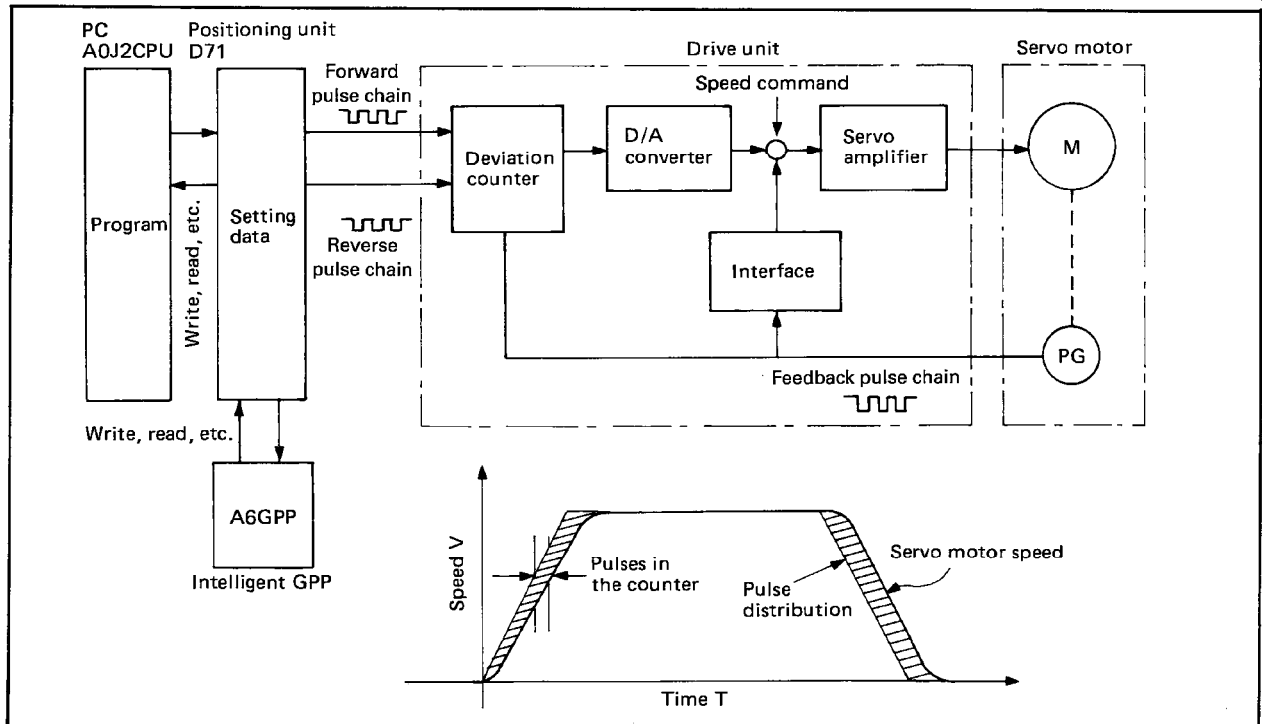 PC
A0J2CPU
Positioning unit
D71
Forward
pulse chain
Drive unit
Servo motor
Speed command
Program
Write, read, etc.
Setting
data
Reverse
pulse chain
Deviation
counter
D/A
converter
Servo
amplifier
M
Interface
PG
Feedback pulse chain
Write, read, etc.
A6GPP
Intelligent GPP
Speed V
Pulses in
the counter
Pulse
distribution
Servo motor speed
Time T